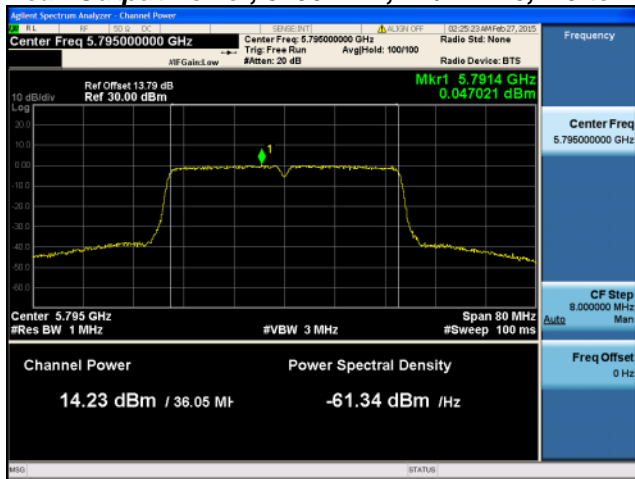 Agilent Spectrum Analyzer - Channel Power
RL RF 50 Ω DC SENSE:INT ALIGN OFF 02:25:23 AM Feb 27, 2015
Center Freq 5.795000000 GHz
Center Freq: 5.795000000 GHz Radio Std: None
Trig: Free Run Avg|Hold: 100/100
#IFGain:Low #Atten: 20 dB Radio Device: BTS
Frequency
Mkr1 5.7914 GHz
0.047021 dBm
Ref Offset 13.79 dB
10 dB/div Ref 30.00 dBm
Log
20.0
10.0
0.00
-10.0
-20.0
-30.0
-40.0
-50.0
-60.0
1
Center 5.795 GHz Span 80 MHz
#Res BW 1 MHz #VBW 3 MHz #Sweep 100 ms
Channel Power Power Spectral Density
14.23 dBm / 36.05 MH -61.34 dBm /Hz
Center Freq
5.795000000 GHz
CF Step
8.000000 MHz
Auto Man
Freq Offset
0 Hz
MSG STATUS